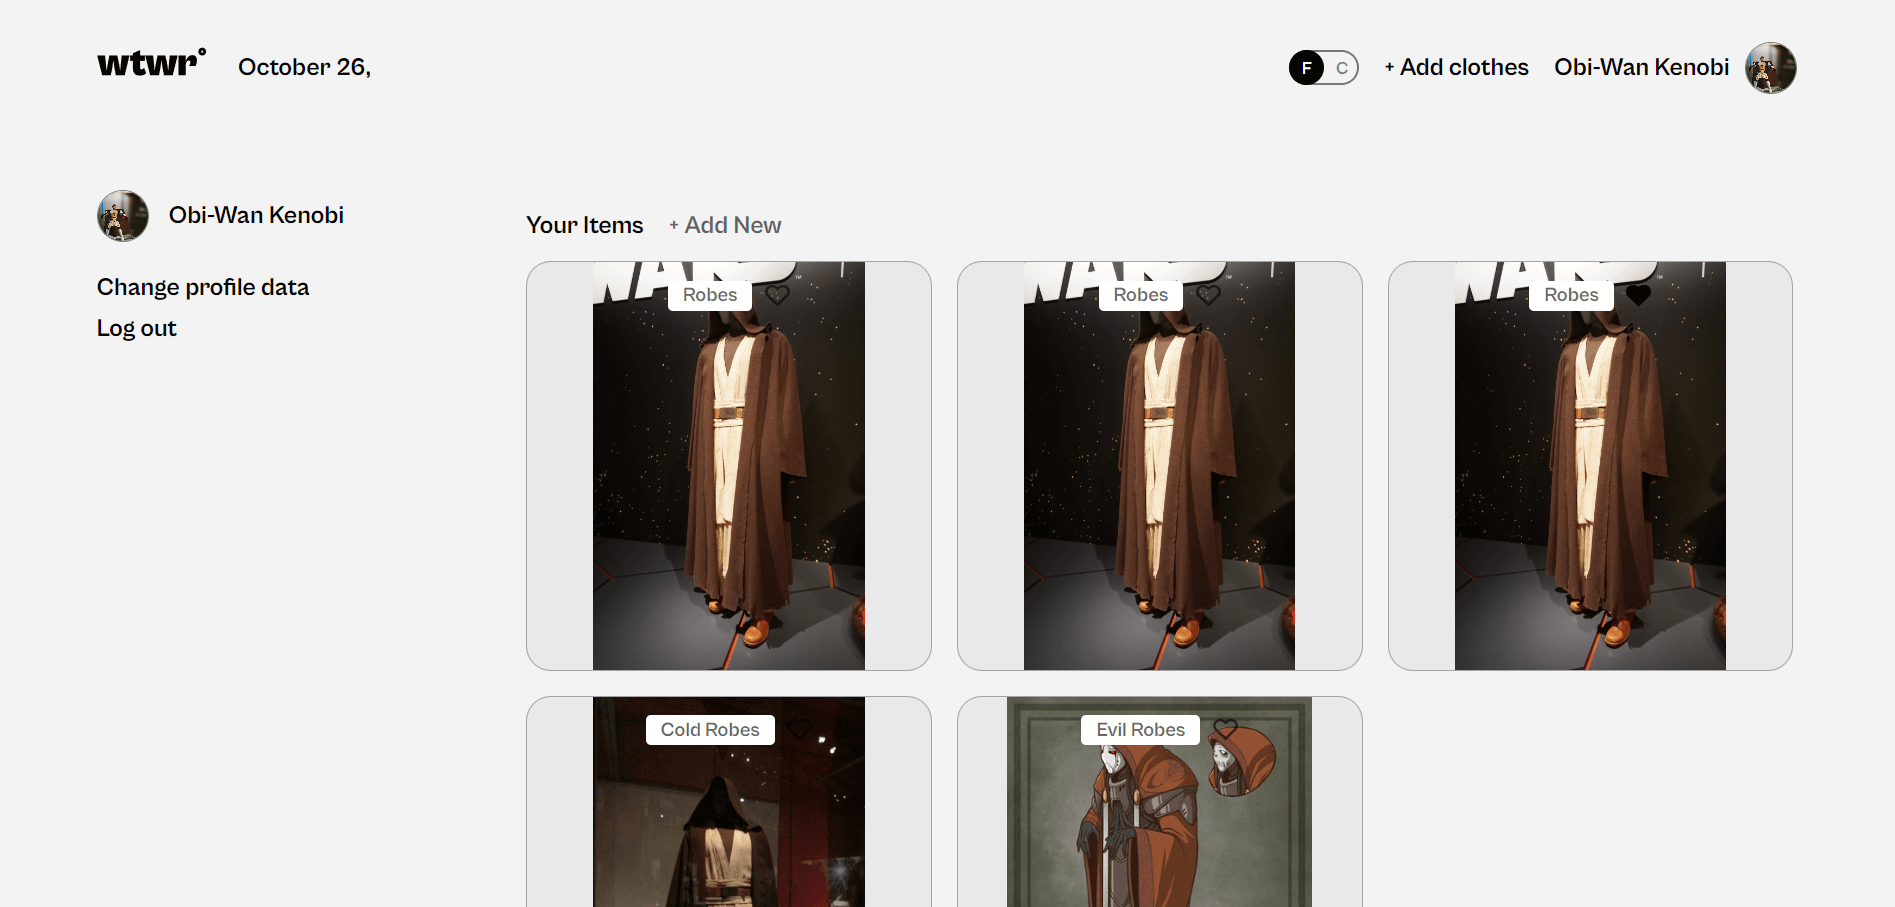 wtwr°
October 26,
F C
+ Add clothes
Obi-Wan Kenobi
Obi-Wan Kenobi
Change profile data
Log out
Your Items
+ Add New
Robes
Robes
Robes
Cold Robes
Evil Robes